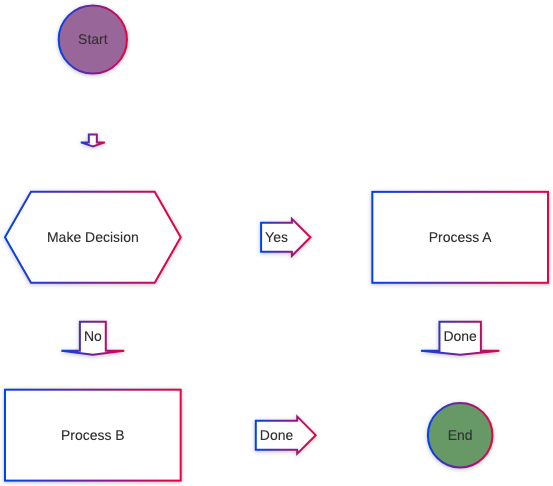 Start
Make Decision
Yes
Process A
No
Done
Process B
Done
End